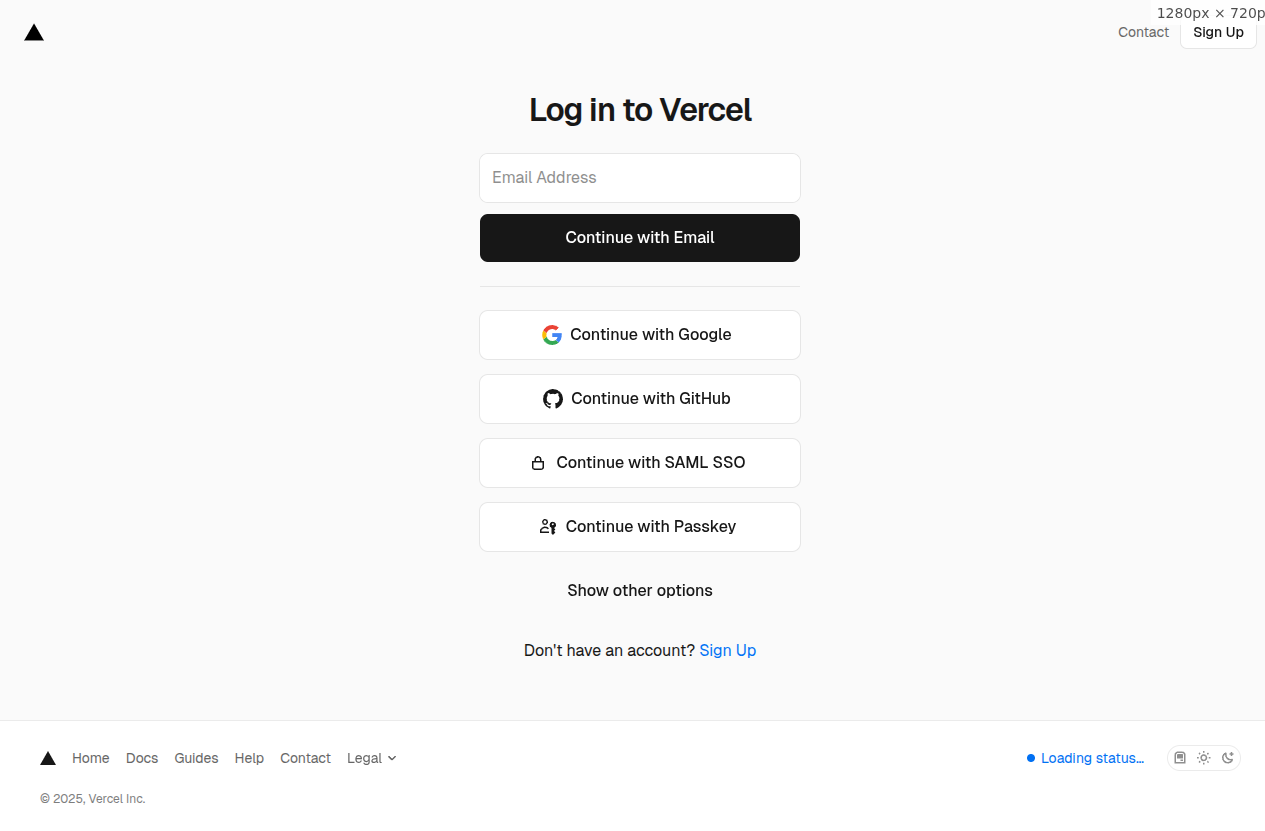 1280px × 720p
Contact Sign Up
Log in to Vercel
Email Address
Continue with Email
Continue with Google
Continue with GitHub
Continue with SAML SSO
Continue with Passkey
Show other options
Don't have an account? Sign Up
Home Docs Guides Help Contact Legal Loading status…
© 2025, Vercel Inc.